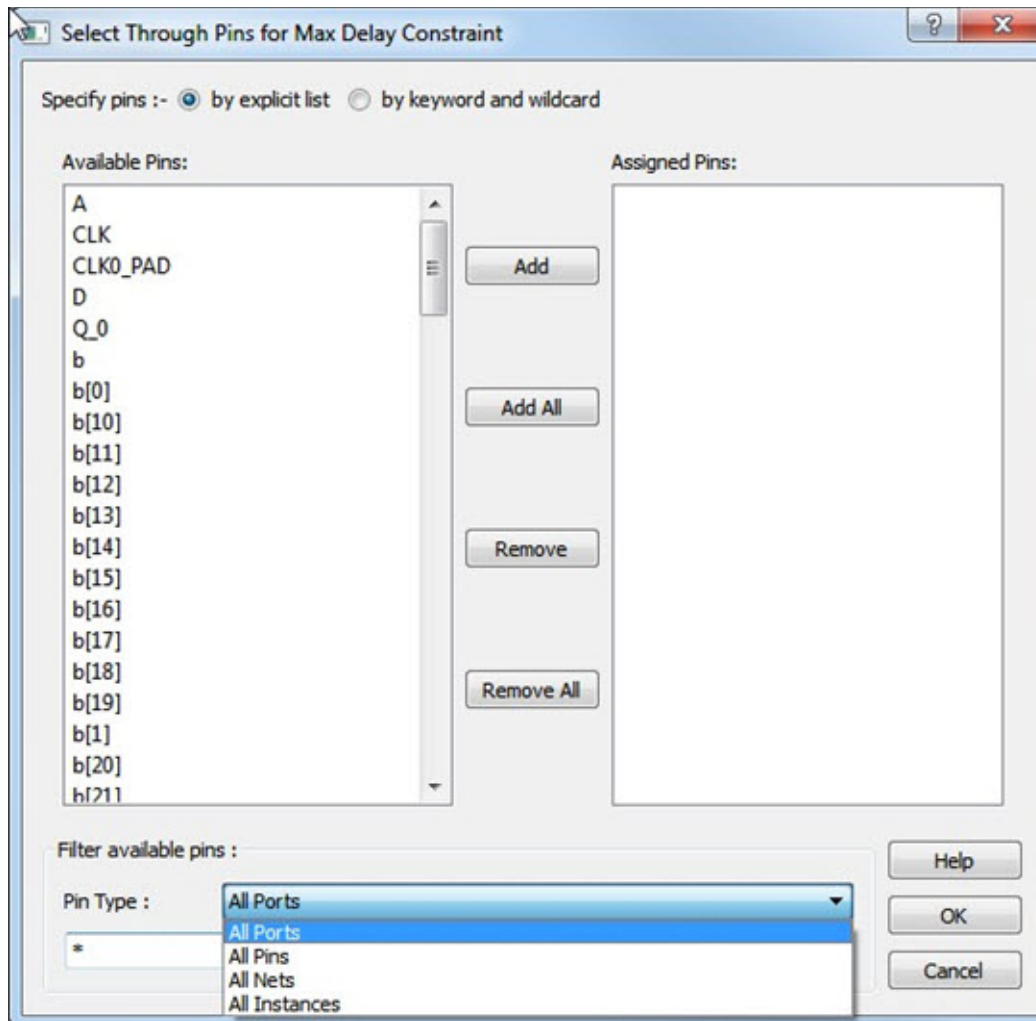 Select Through Pins for Max Delay Constraint
?
Specify pins :- by explicit list by keyword and wildcard
Available Pins:
Assigned Pins:
A
CLK
CLK0_PAD
D
Q_0
b
b[0]
b[10]
b[11]
b[12]
b[13]
b[14]
b[15]
b[16]
b[17]
b[18]
b[19]
b[1]
b[20]
b[21]
Add
Add All
Remove
Remove All
Filter available pins :
Pin Type : All Ports
*
All Ports
All Pins
All Nets
All Instances
Help
OK
Cancel